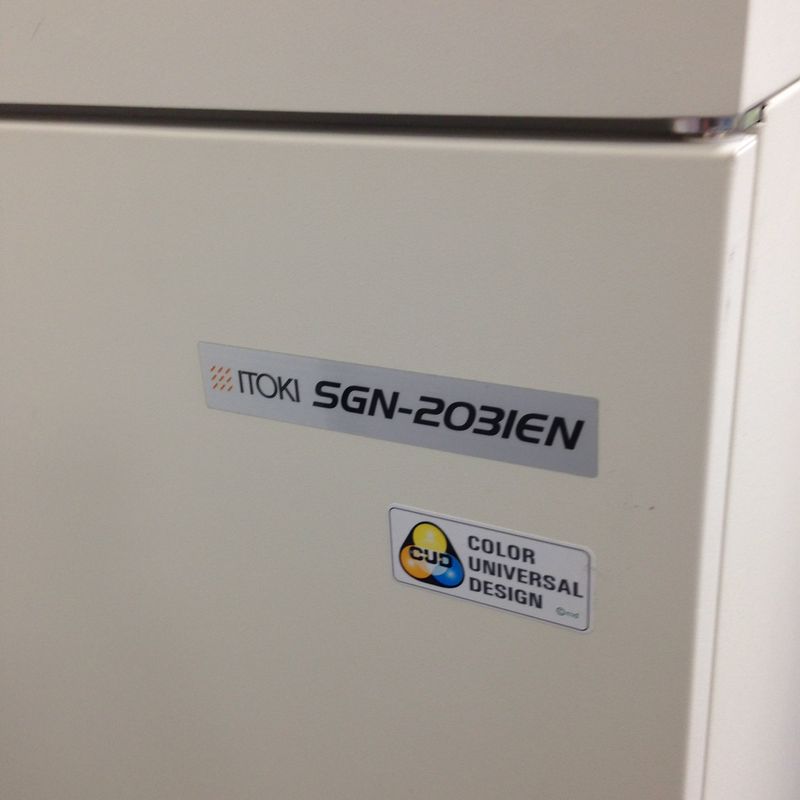 ITOKI SGN-2031EN
CUD
COLOR
UNIVERSAL
DESIGN